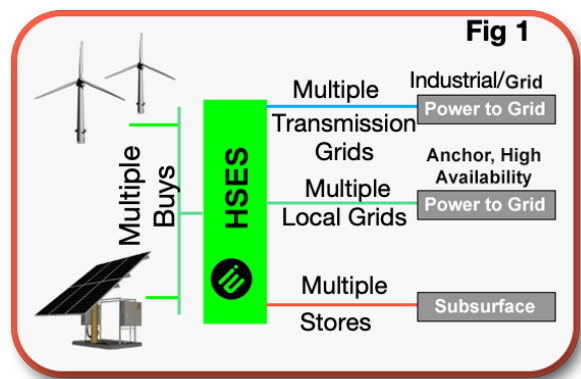 Fig 1
Multiple
Buys
HSES
Multiple
Transmission
Grids
Industrial/Grid
Power to Grid
Multiple
Local Grids
Anchor, High
Availability
Power to Grid
Multiple
Stores
Subsurface